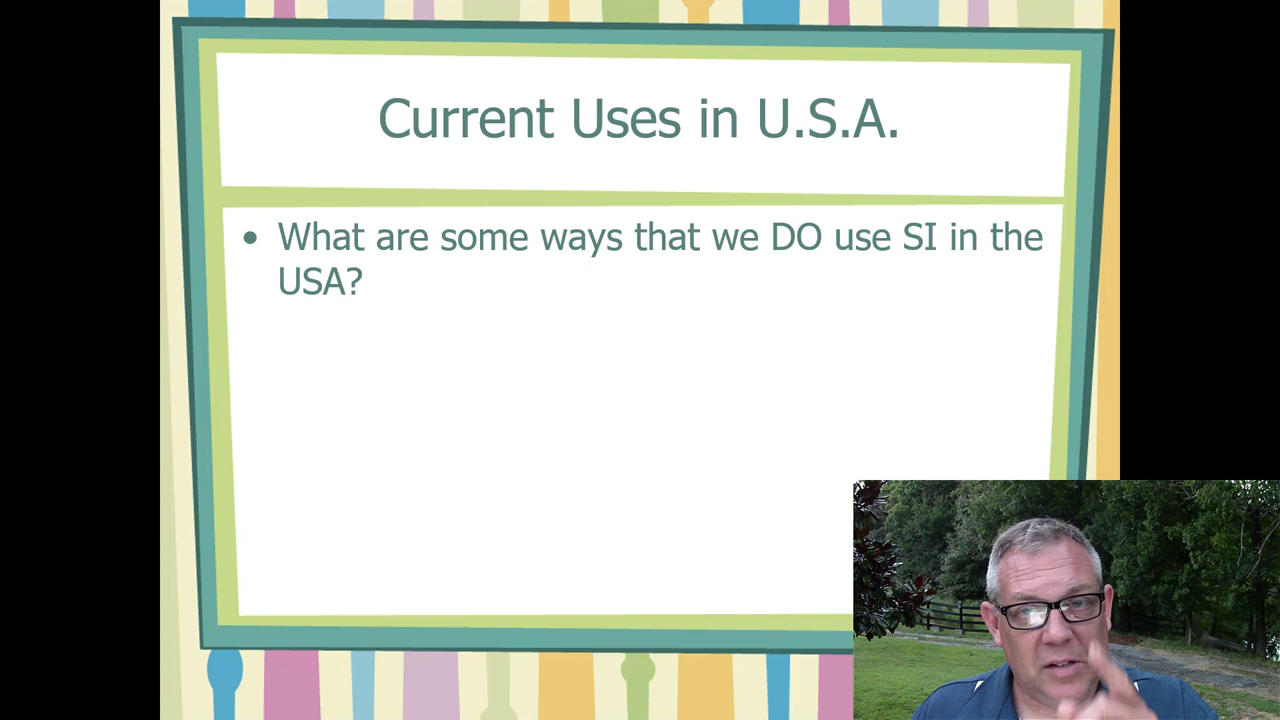 Current Uses in U.S.A.
• What are some ways that we DO use SI in the
USA?